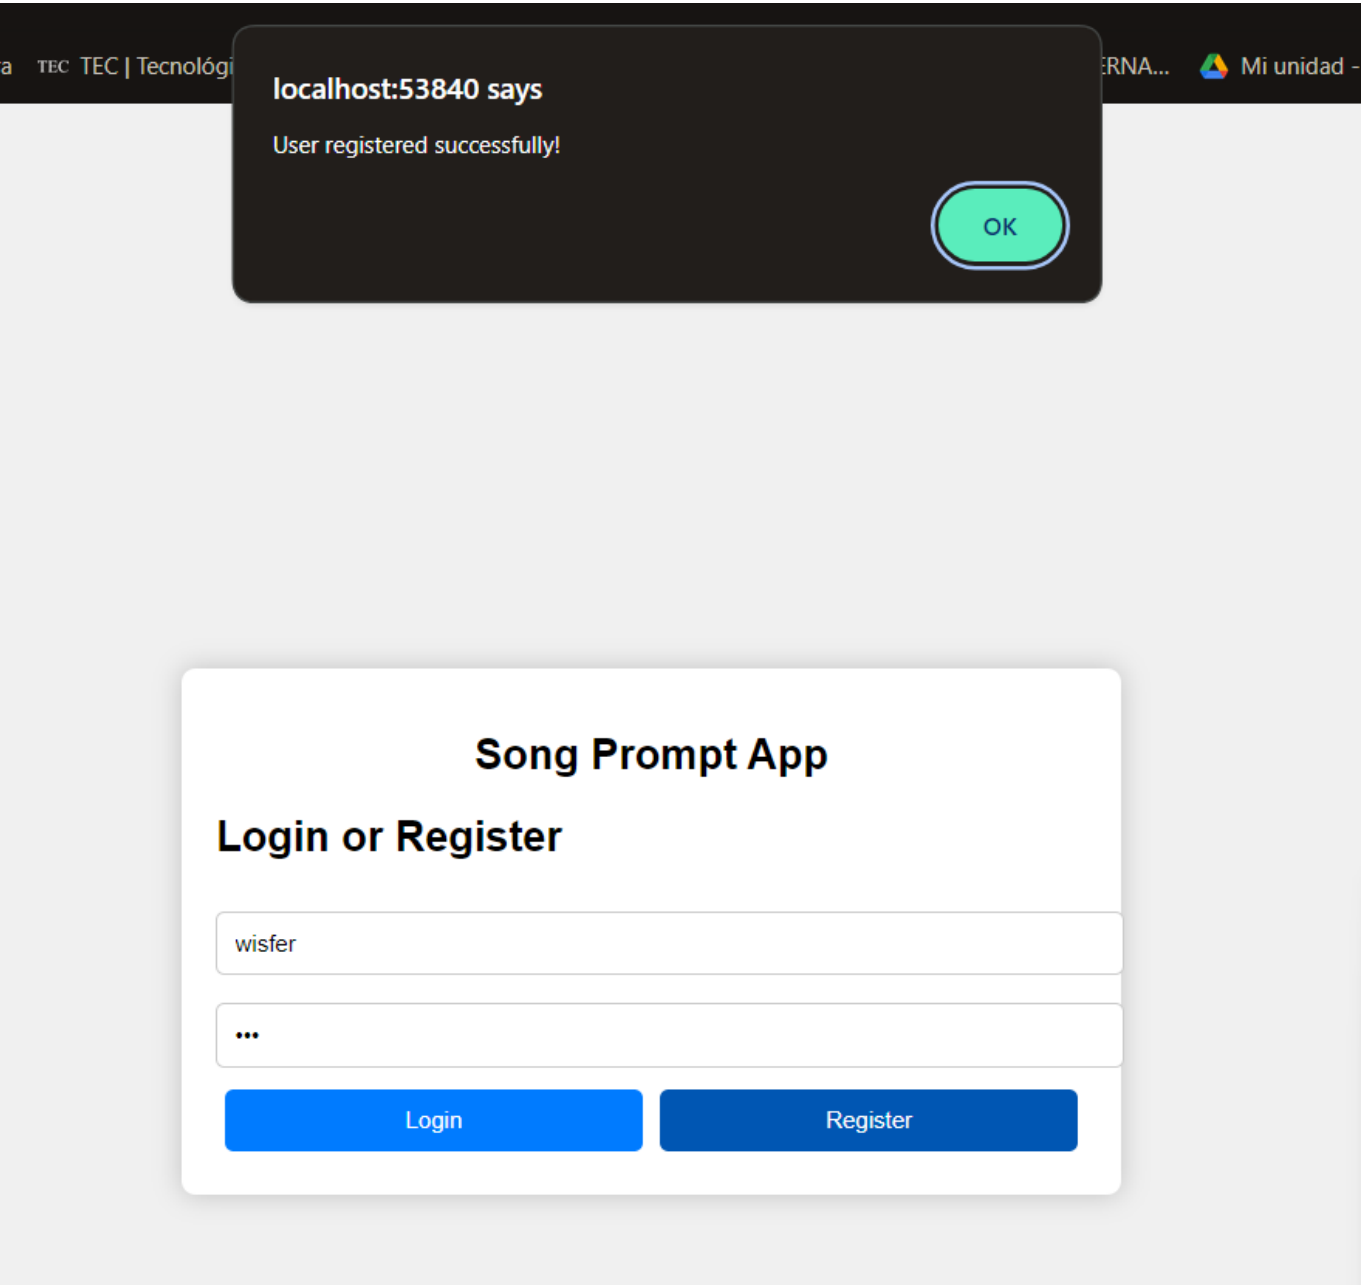 a TEC TEC | Tecnológi ERNA... Mi unidad -
localhost:53840 says
User registered successfully!
OK
Song Prompt App
Login or Register
wisfer
•••
Login Register